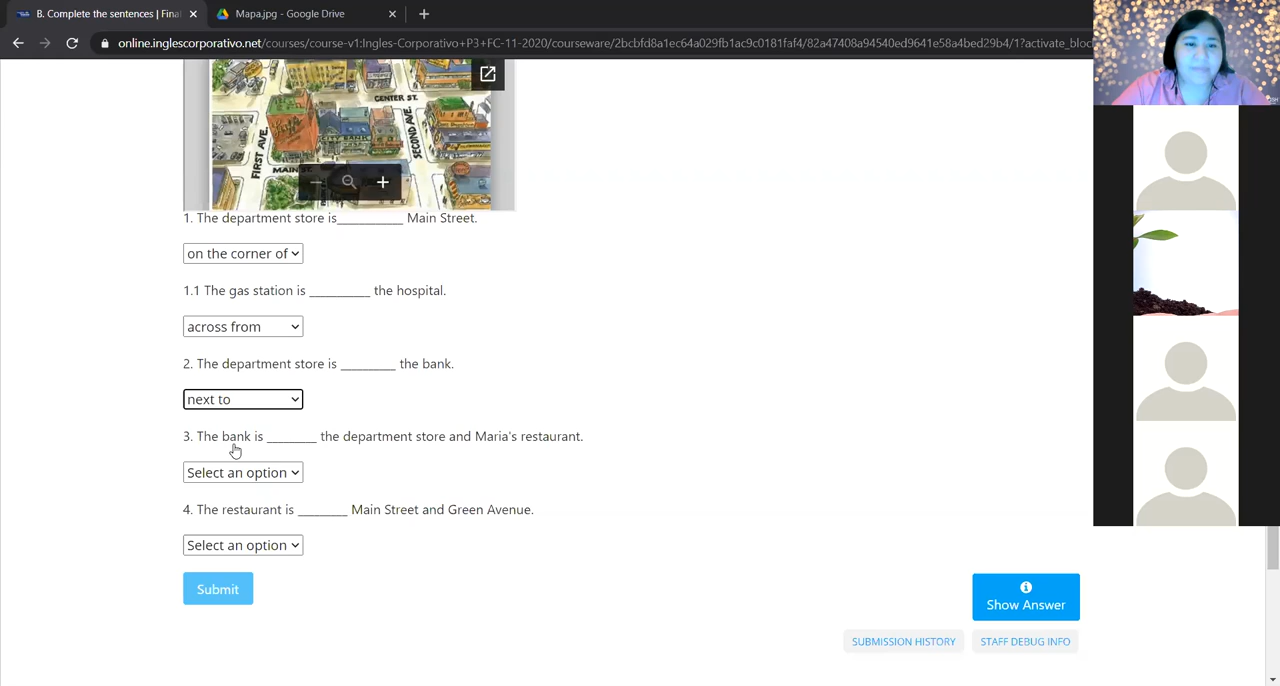 B. Complete the sentences | Fina
Mapa.jpg - Google Drive
online.inglescorporativo.net/courses/course-v1:Ingles-Corporativo+P3+FC-11-2020/courseware/2bcbfd8a1ec64a029fb1ac9c0181faf4/82a47408a94540ed9641e58a4bed29b4/1?activate_bloc
CENTER ST.
FIRST AVE.
SECOND AVE.
CITY BANK
MAIN ST.
1. The department store is__________ Main Street.
on the corner of
1.1 The gas station is _________ the hospital.
across from
2. The department store is ________ the bank.
next to
3. The bank is ________ the department store and Maria's restaurant.
Select an option
4. The restaurant is ________ Main Street and Green Avenue.
Select an option
Submit
Show Answer
SUBMISSION HISTORY
STAFF DEBUG INFO